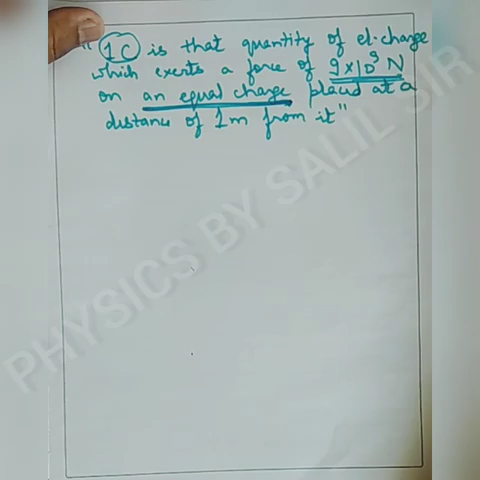 "1C is that quantity of el. charge
which exerts a force of 9×10⁹ N
on an equal charge placed at a
distance of 1m from it"
PHYSICS BY SALIL SIR